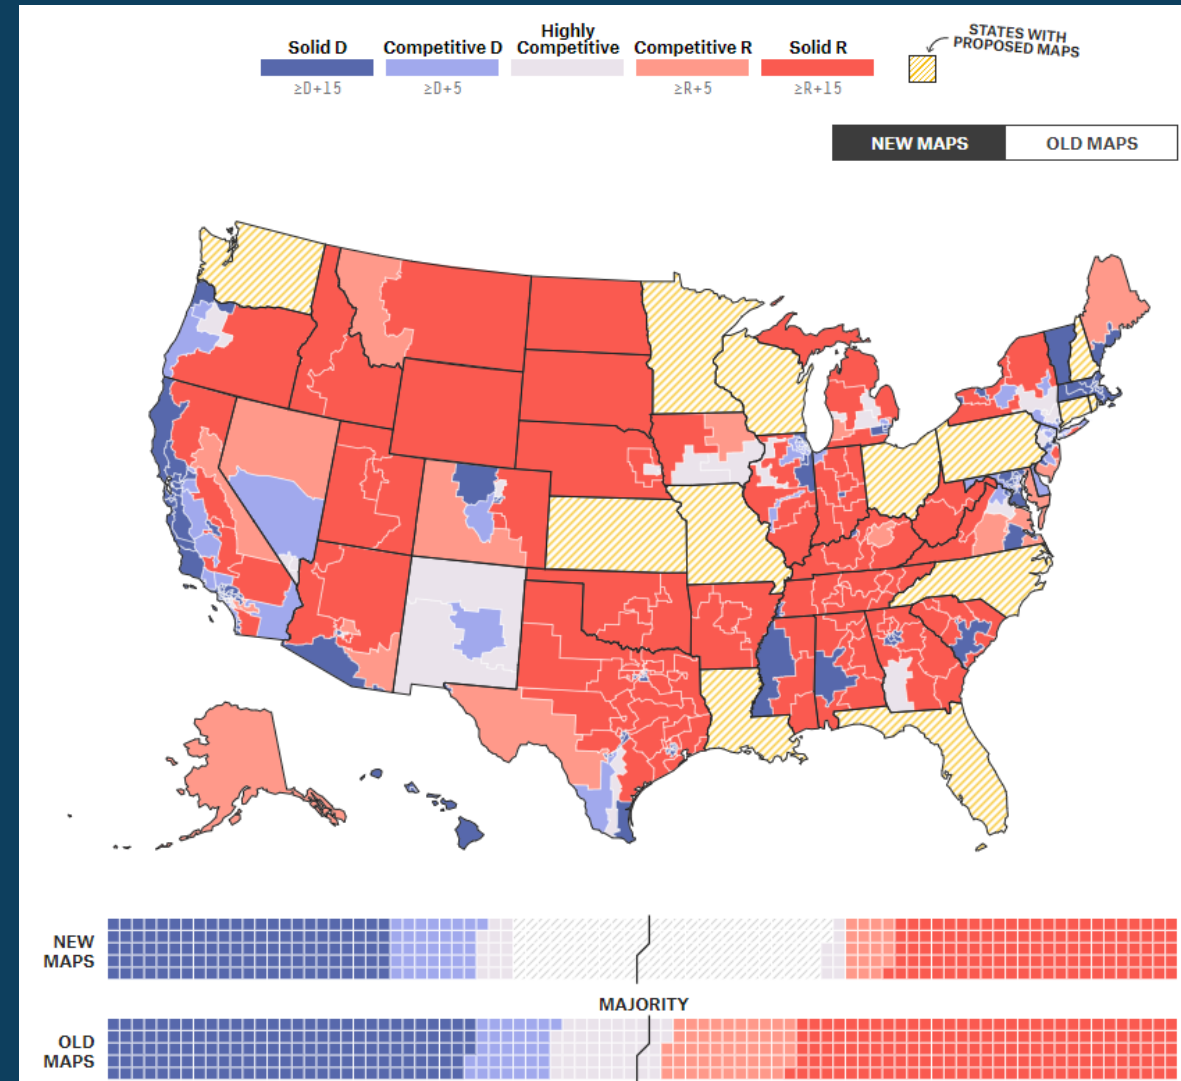 Solid D
Competitive D
Highly
Competitive
Competitive R
Solid R
STATES WITH
PROPOSED MAPS
≥D+15
≥D+5
≥R+5
≥R+15
NEW MAPS
OLD MAPS
NEW
MAPS
MAJORITY
OLD
MAPS